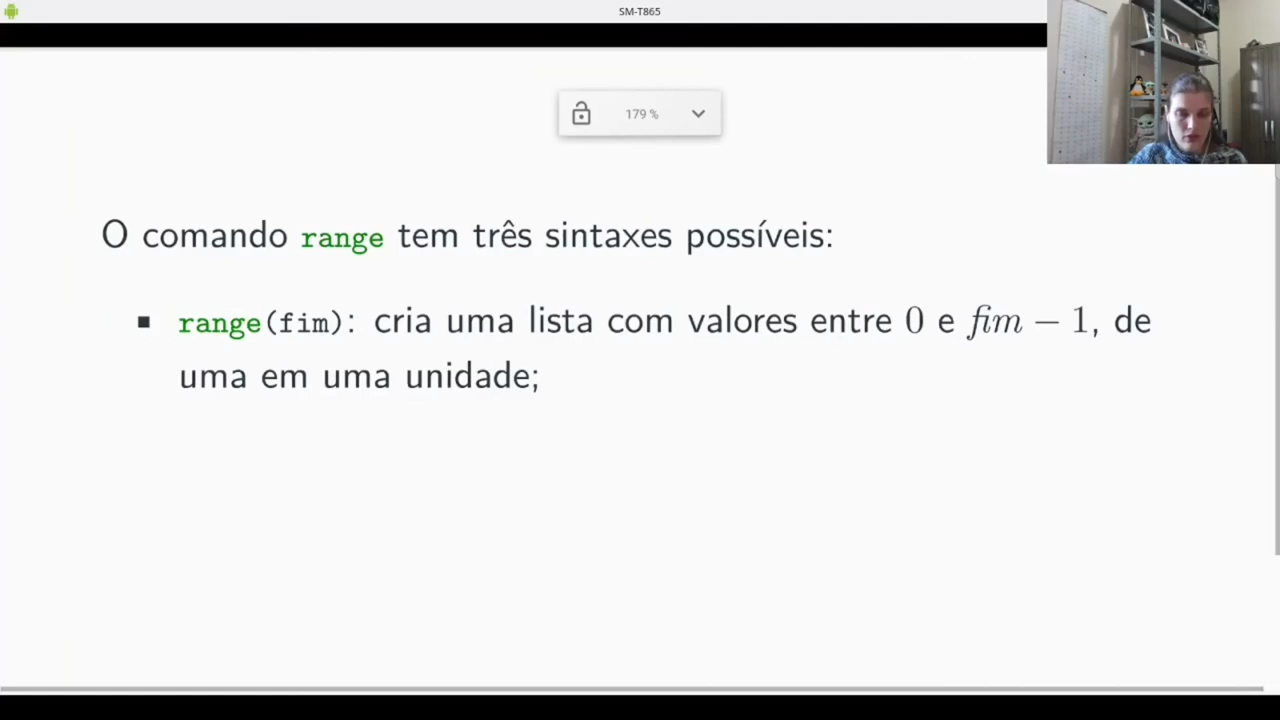 SM-T865
179 %
O comando range tem três sintaxes possíveis:
▪ range(fim): cria uma lista com valores entre 0 e fim − 1, de
uma em uma unidade;